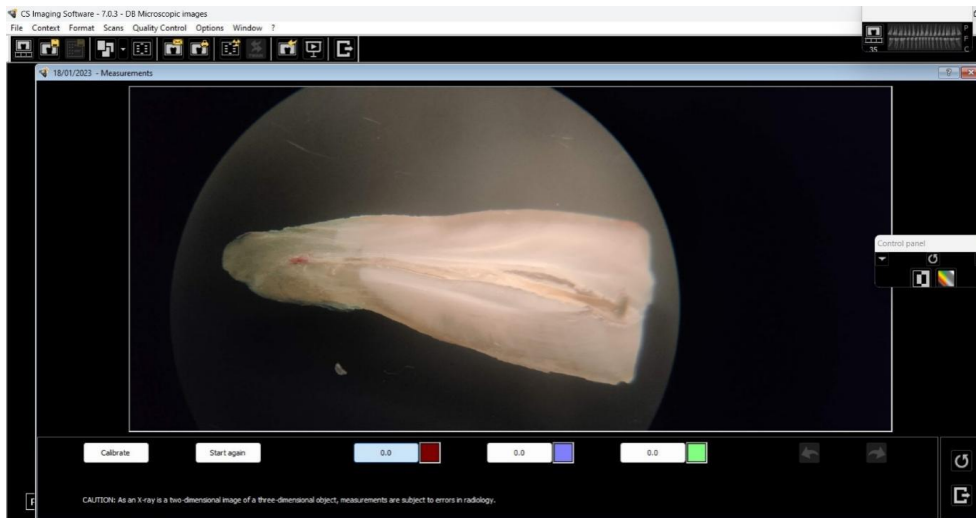 CS Imaging Software - 7.0.3 - DB Microscopic images
File Context Format Scans Quality Control Options Window ?
35
P
F
C
18/01/2023 - Measurements
Control panel
Calibrate
Start again
0.0
0.0
0.0
CAUTION: As an X-ray is a two-dimensional image of a three-dimensional object, measurements are subject to errors in radiology.